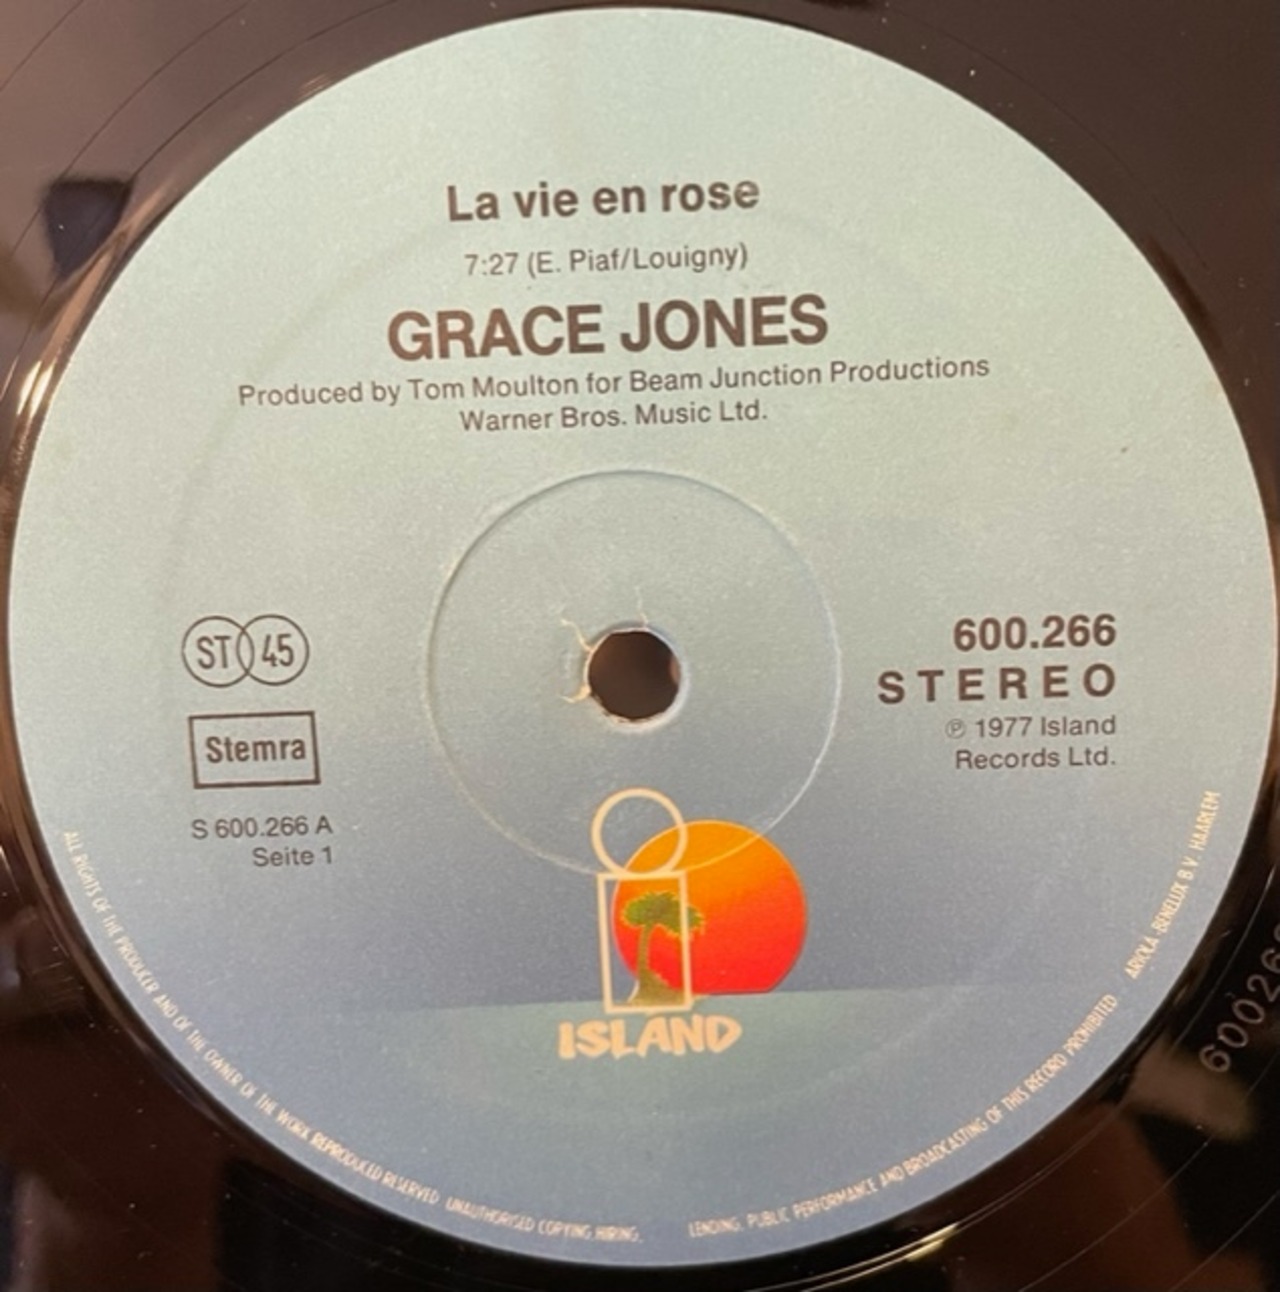 La vie en rose
7:27 (E. Piaf/Louigny)
GRACE JONES
Produced by Tom Moulton for Beam Junction Productions
Warner Bros. Music Ltd.
ST 45
Stemra
S 600.266 A
Seite 1
600.266
STEREO
℗ 1977 Island
Records Ltd.
ISLAND
ALL RIGHTS OF THE PRODUCER AND OF THE OWNER OF THE WORK REPRODUCED RESERVED UNAUTHORISED COPYING, HIRING, LENDING, PUBLIC PERFORMANCE AND BROADCASTING OF THIS RECORD PROHIBITED ARIOLA-BENELUX B.V. HAARLEM